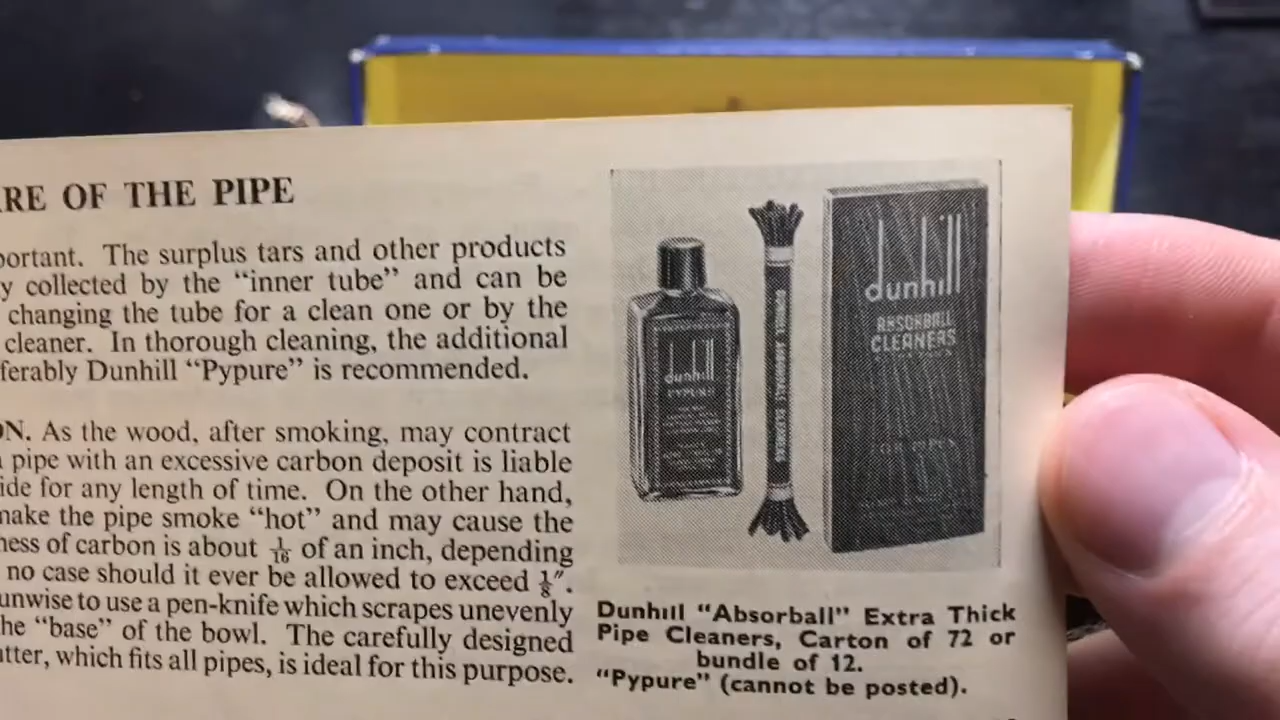 RE OF THE PIPE
portant. The surplus tars and other products
y collected by the “inner tube” and can be
changing the tube for a clean one or by the
cleaner. In thorough cleaning, the additional
ferably Dunhill “Pypure” is recommended.
ON. As the wood, after smoking, may contract
pipe with an excessive carbon deposit is liable
ide for any length of time. On the other hand,
make the pipe smoke “hot” and may cause the
ness of carbon is about 1/16 of an inch, depending
no case should it ever be allowed to exceed 1/8″.
unwise to use a pen-knife which scrapes unevenly
he “base” of the bowl. The carefully designed
tter, which fits all pipes, is ideal for this purpose.
dunhill
PYPURE
dunhill
ABSORBALL
CLEANERS
Dunhill “Absorball” Extra Thick
Pipe Cleaners, Carton of 72 or
bundle of 12.
“Pypure” (cannot be posted).